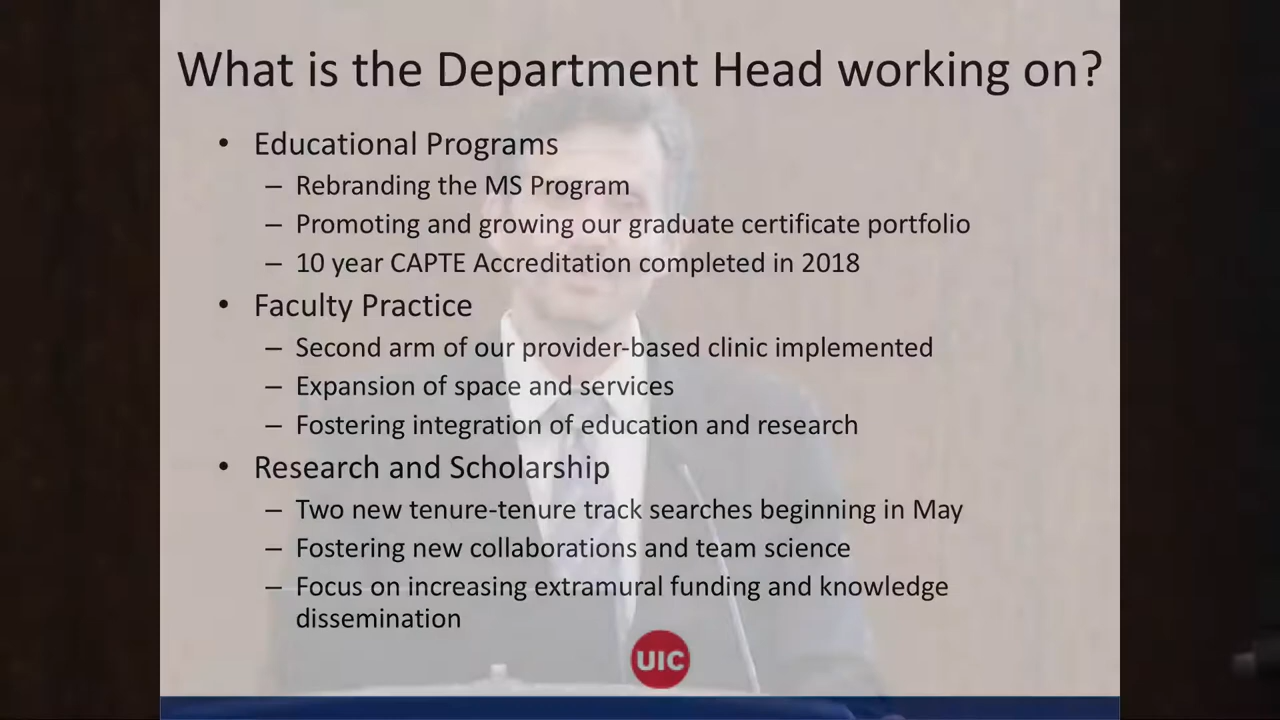 What is the Department Head working on?
• Educational Programs
– Rebranding the MS Program
– Promoting and growing our graduate certificate portfolio
– 10 year CAPTE Accreditation completed in 2018
• Faculty Practice
– Second arm of our provider-based clinic implemented
– Expansion of space and services
– Fostering integration of education and research
• Research and Scholarship
– Two new tenure-tenure track searches beginning in May
– Fostering new collaborations and team science
– Focus on increasing extramural funding and knowledge
dissemination
UIC